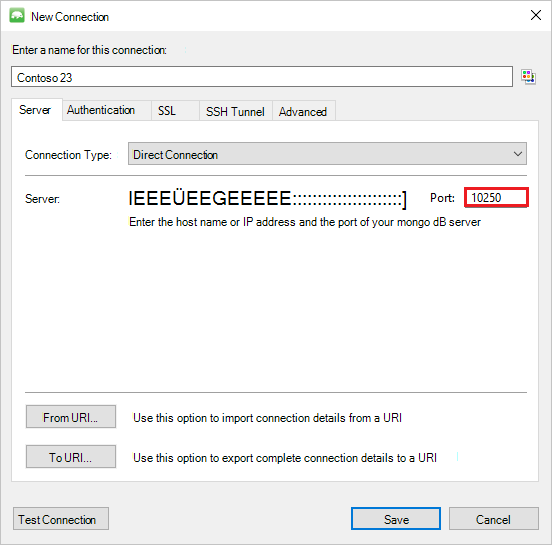 New Connection
Enter a name for this connection:
Contoso 23
Server Authentication SSL SSH Tunnel Advanced
Connection Type: Direct Connection
Server: IEEEÜEEGEEEEE::::::::::::::::::::::] Port: 10250
Enter the host name or IP address and the port of your mongo dB server
From URI... Use this option to import connection details from a URI
To URI... Use this option to export complete connection details to a URI
Test Connection Save Cancel